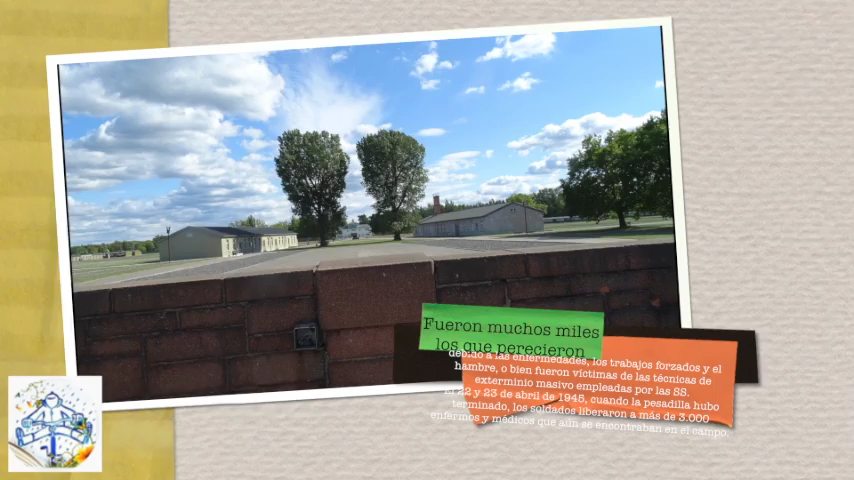 Fueron muchos miles
los que perecieron
debido a las enfermedades, los trabajos forzados y el
hambre, o bien fueron víctimas de las técnicas de
exterminio masivo empleadas por las SS.
El 22 y 23 de abril de 1945, cuando la pesadilla hubo
terminado, los soldados liberaron a más de 3.000
enfermos y médicos que aún se encontraban en el campo.